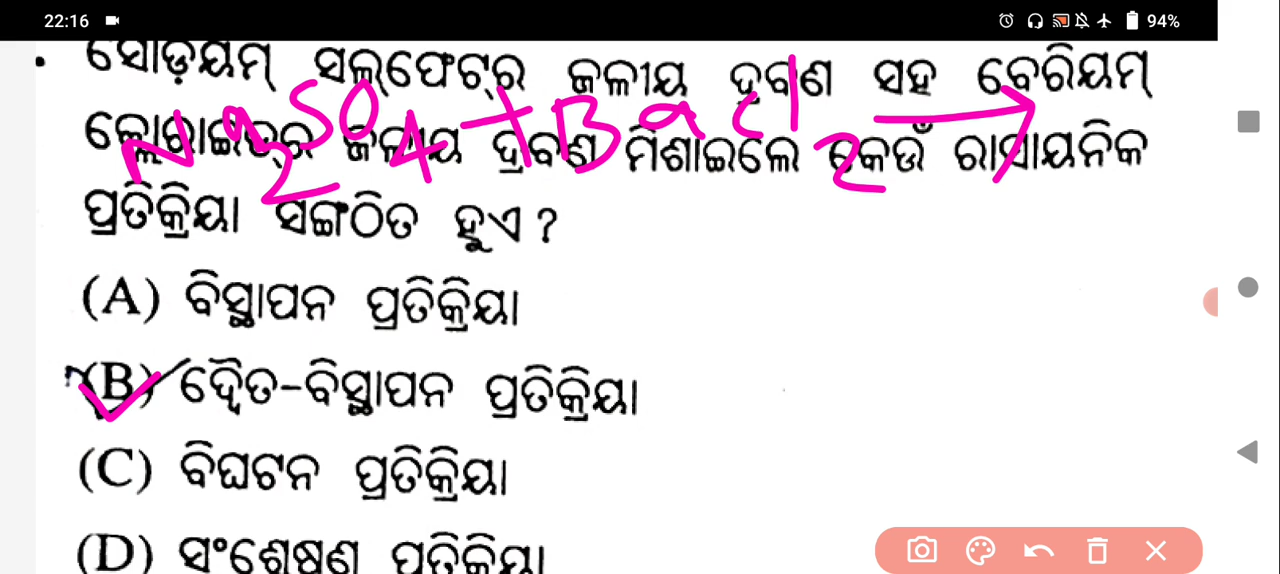 22:16 94%
ସୋଡ଼ିୟମ୍ ସଲ୍‌ଫେଟ୍‌ର ଜଳୀୟ ଦ୍ରବଣ ସହ ବେରିୟମ୍
Na2SO4 + Bacl2 →
କ୍ଲୋରାଇଡ୍‌ର ଜଳୀୟ ଦ୍ରବଣ ମିଶାଇଲେ କେଉଁ ରାସାୟନିକ
ପ୍ରତିକ୍ରିୟା ସଙ୍ଗଠିତ ହୁଏ ?
(A) ବିସ୍ଥାପନ ପ୍ରତିକ୍ରିୟା
(B) ଦ୍ୱୈତ-ବିସ୍ଥାପନ ପ୍ରତିକ୍ରିୟା
(C) ବିଘଟନ ପ୍ରତିକ୍ରିୟା
(D) ସଂଶ୍ଳେଷଣ ପ୍ରତିକ୍ରିୟା